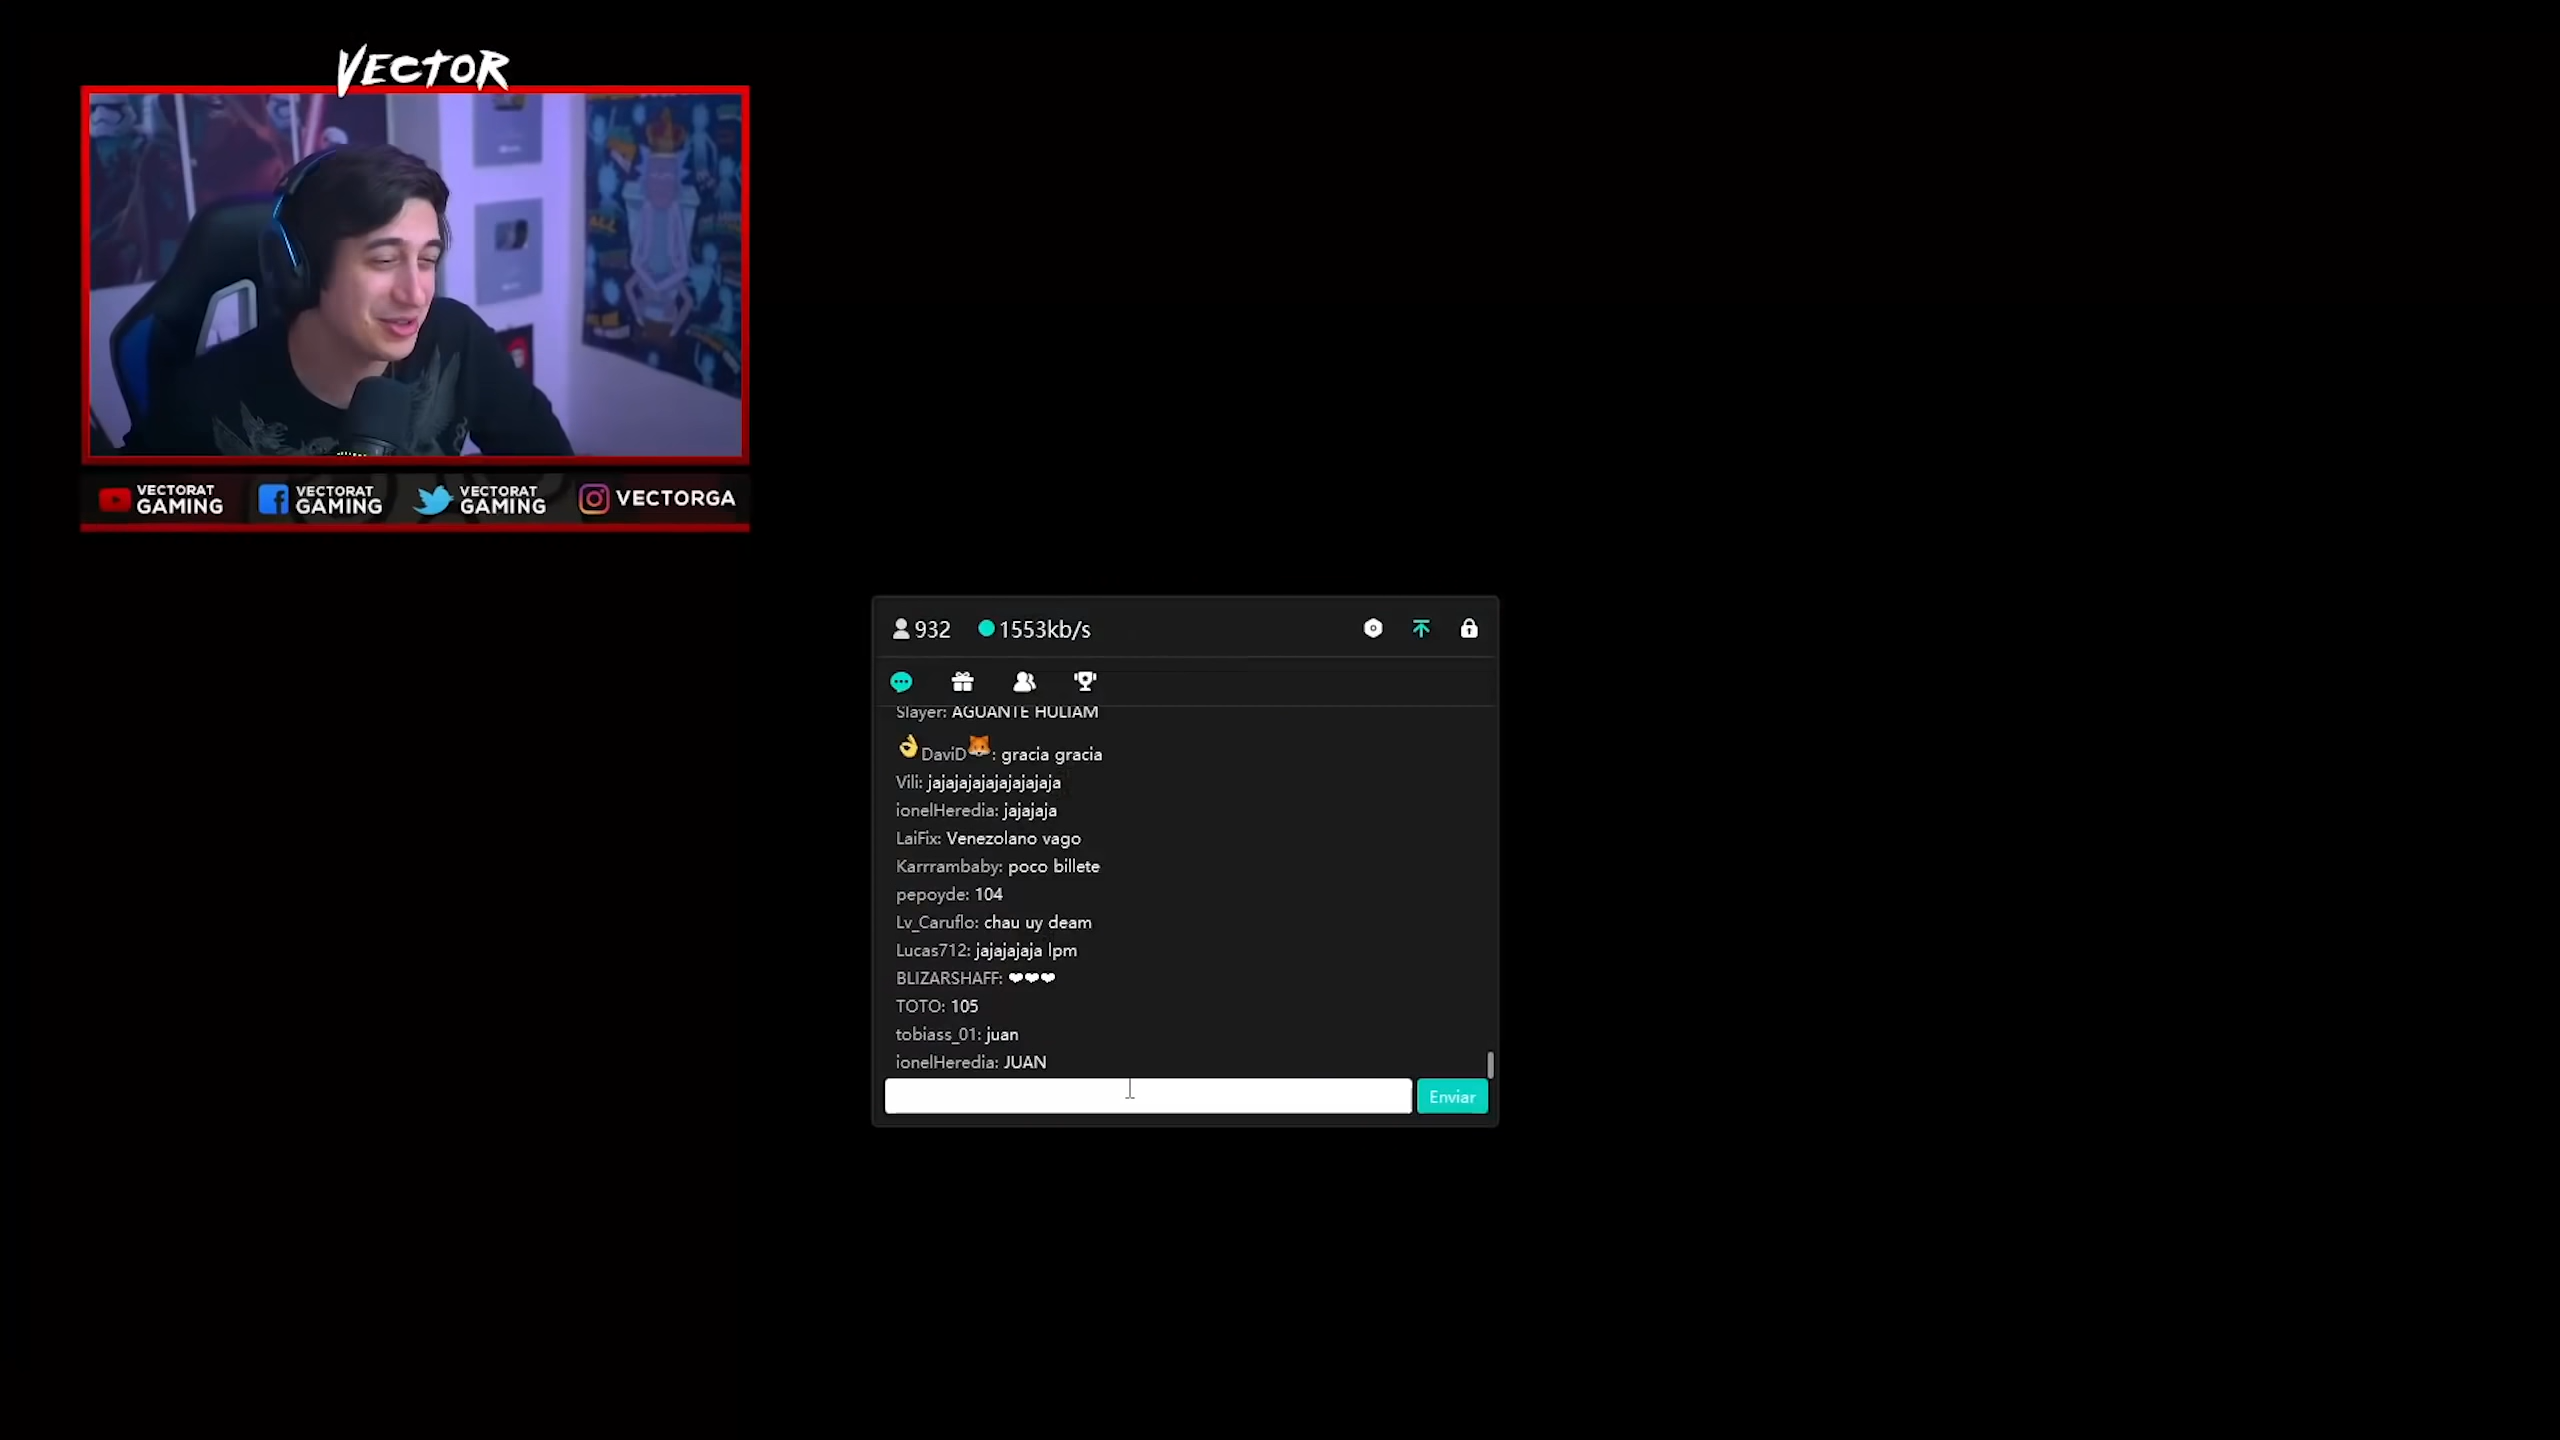 VECTOR
VECTORAT GAMING
VECTORAT GAMING
VECTORAT GAMING
VECTORGA
932 1553kb/s
Slayer: AGUANTE HULIAM
👌DaviD🦊: gracia gracia
Vili: jajajajajajajajajaja
ionelHeredia: jajajaja
LaiFix: Venezolano vago
Karrrambaby: poco billete
pepoyde: 104
Lv_Caruflo: chau uy deam
Lucas712: jajajajaja lpm
BLIZARSHAFF: ❤❤❤
TOTO: 105
tobiass_01: juan
ionelHeredia: JUAN
Enviar